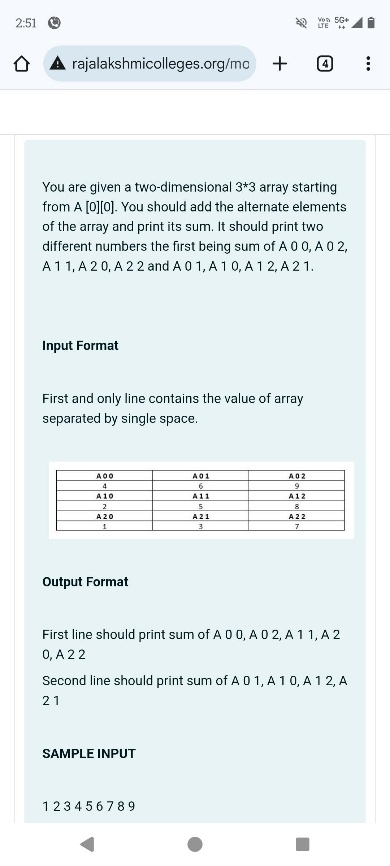 2:51
Vo))
LTE
5G+
rajalakshmicolleges.org/mo
4
You are given a two-dimensional 3*3 array starting
from A [0][0]. You should add the alternate elements
of the array and print its sum. It should print two
different numbers the first being sum of A 0 0, A 0 2,
A 1 1, A 2 0, A 2 2 and A 0 1, A 1 0, A 1 2, A 2 1.
Input Format
First and only line contains the value of array
separated by single space.
A 0 0 A 0 1 A 0 2
4 6 9
A 1 0 A 1 1 A 1 2
2 5 8
A 2 0 A 2 1 A 2 2
1 3 7
Output Format
First line should print sum of A 0 0, A 0 2, A 1 1, A 2
0, A 2 2
Second line should print sum of A 0 1, A 1 0, A 1 2, A
2 1
SAMPLE INPUT
1 2 3 4 5 6 7 8 9